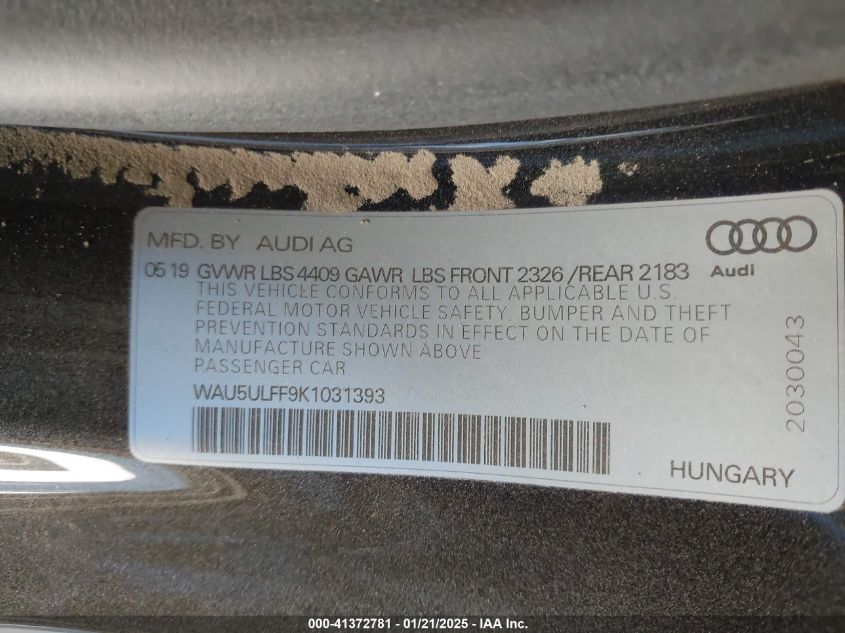 MFD. BY AUDI AG
05 19 GVWR LBS 4409 GAWR LBS FRONT 2326 /REAR 2183
Audi
THIS VEHICLE CONFORMS TO ALL APPLICABLE U.S.
FEDERAL MOTOR VEHICLE SAFETY, BUMPER AND THEFT
PREVENTION STANDARDS IN EFFECT ON THE DATE OF
MANUFACTURE SHOWN ABOVE
PASSENGER CAR
WAU5ULFF9K1031393
2030043
HUNGARY
000-41372781 - 01/21/2025 - IAA Inc.